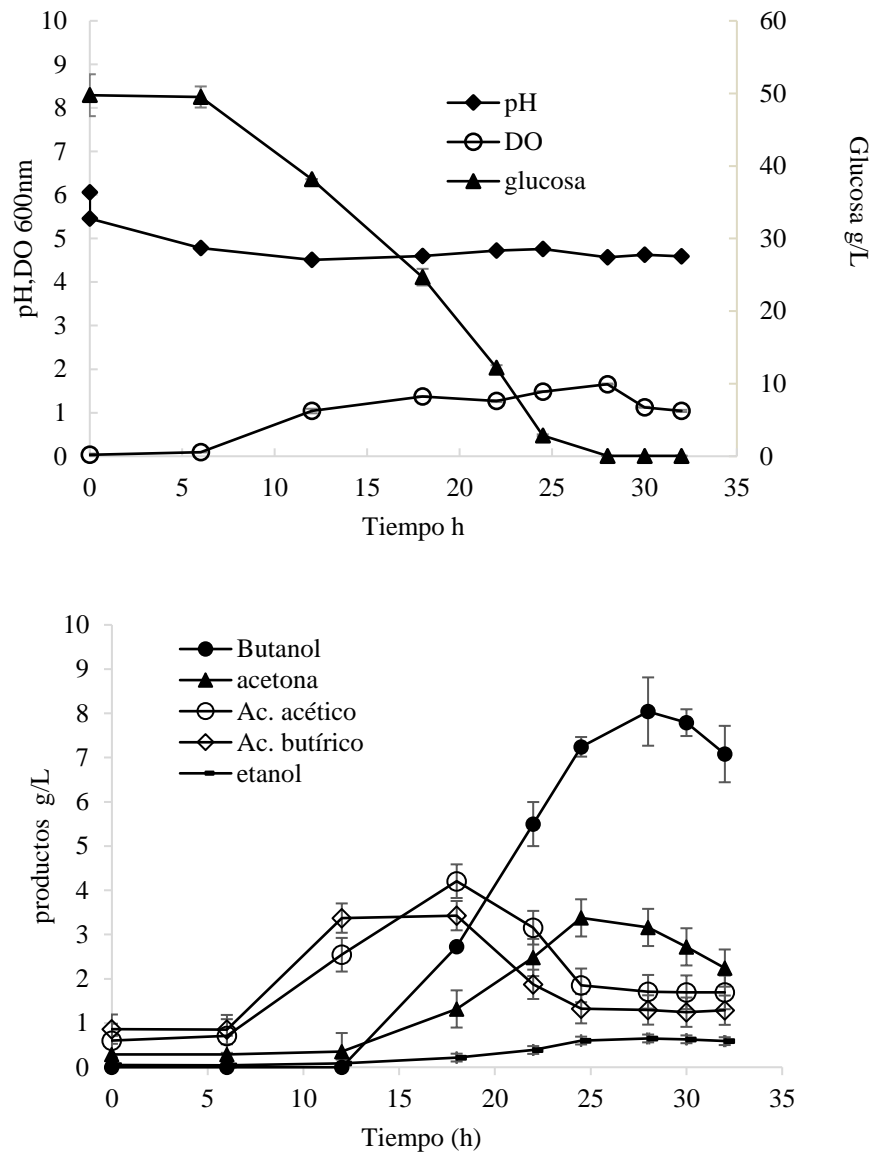 10
9
8
7
6
5
4
3
2
1
0
pH,DO 600nm
pH
DO
glucosa
60
50
40
30
20
10
0
Glucosa g/L
0 5 10 15 20 25 30 35
Tiempo h
10
9
8
7
6
5
4
3
2
1
0
productos g/L
Butanol
acetona
Ac. acético
Ac. butírico
etanol
0 5 10 15 20 25 30 35
Tiempo (h)